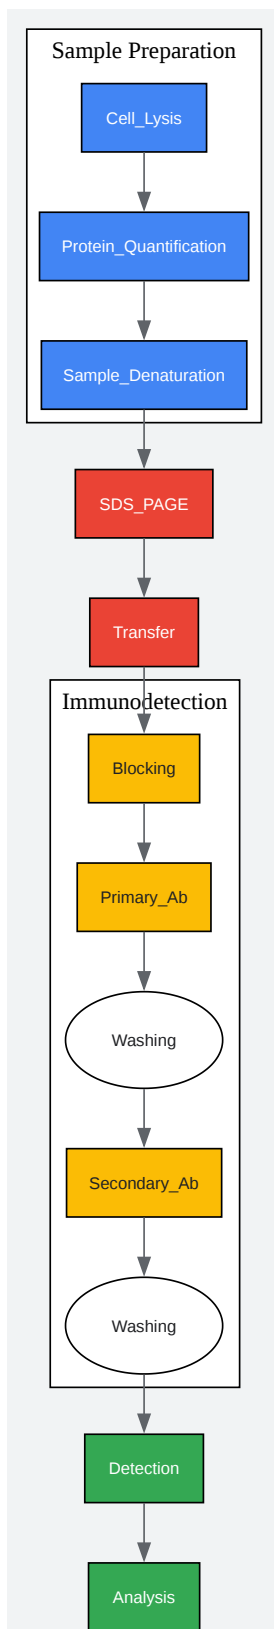 Sample Preparation
Cell_Lysis
Protein_Quantification
Sample_Denaturation
SDS_PAGE
Transfer
Immunodetection
Blocking
Primary_Ab
Washing
Secondary_Ab
Washing
Detection
Analysis